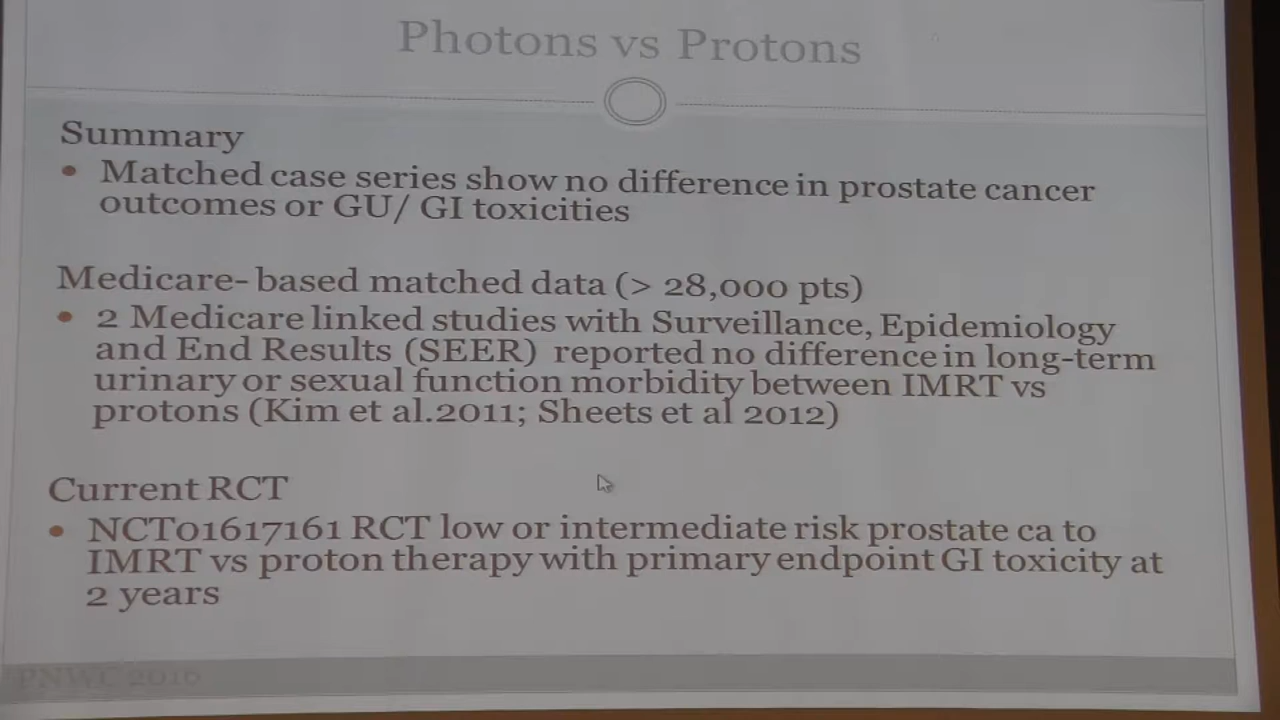 Photons vs Protons
Summary
• Matched case series show no difference in prostate cancer
outcomes or GU/ GI toxicities
Medicare- based matched data (> 28,000 pts)
• 2 Medicare linked studies with Surveillance, Epidemiology
and End Results (SEER) reported no difference in long-term
urinary or sexual function morbidity between IMRT vs
protons (Kim et al.2011; Sheets et al 2012)
Current RCT
• NCT01617161 RCT low or intermediate risk prostate ca to
IMRT vs proton therapy with primary endpoint GI toxicity at
2 years
PNWC 2016